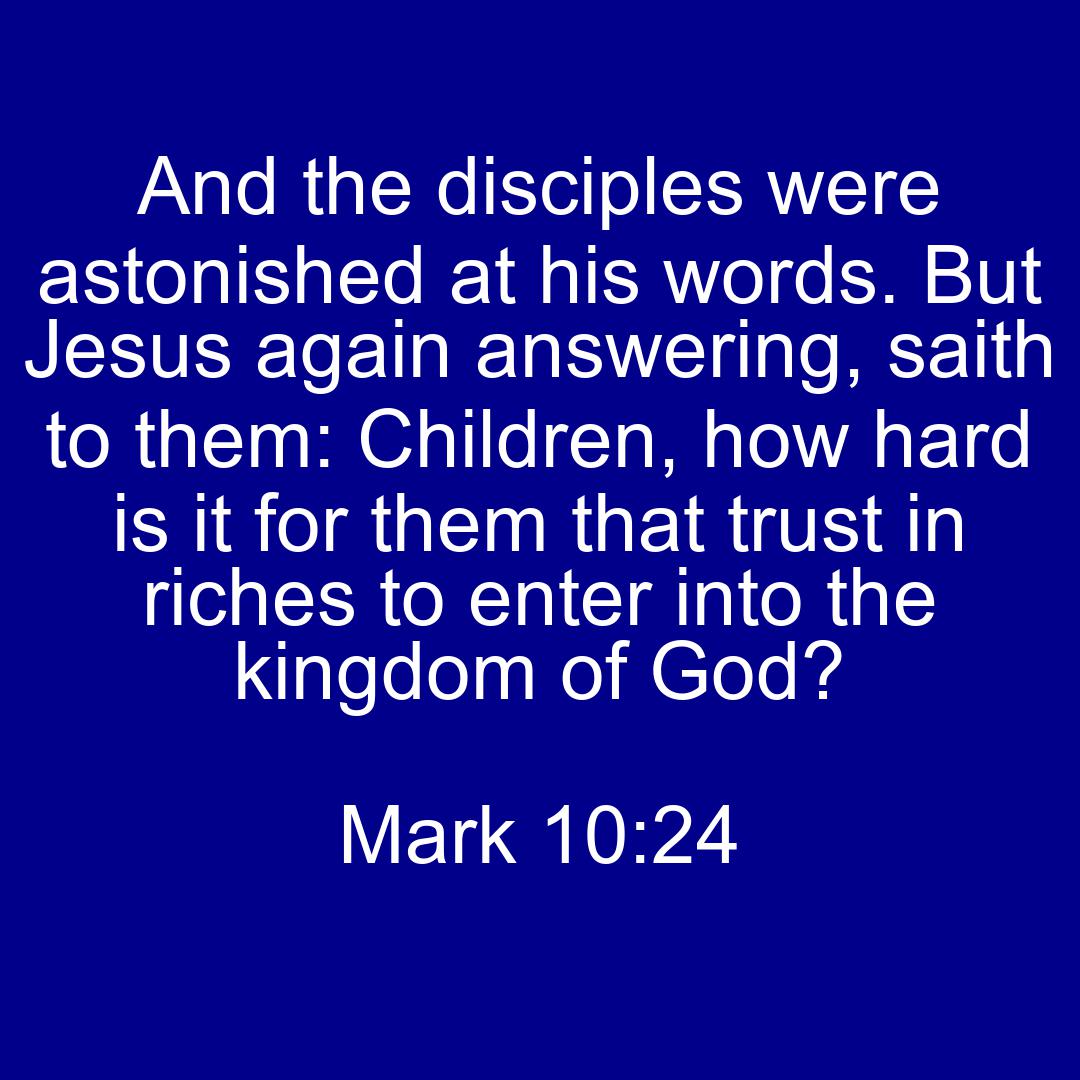 And the disciples were
astonished at his words. But
Jesus again answering, saith
to them: Children, how hard
is it for them that trust in
riches to enter into the
kingdom of God?
Mark 10:24